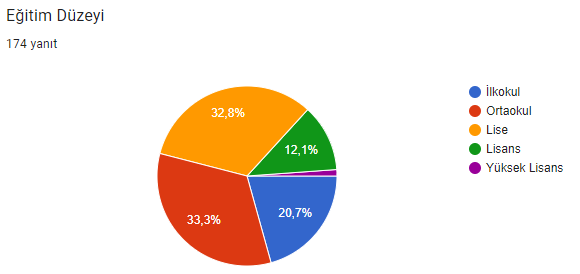 Eğitim Düzeyi
174 yanıt
32,8%
12,1%
33,3%
20,7%
İlkokul
Ortaokul
Lise
Lisans
Yüksek Lisans